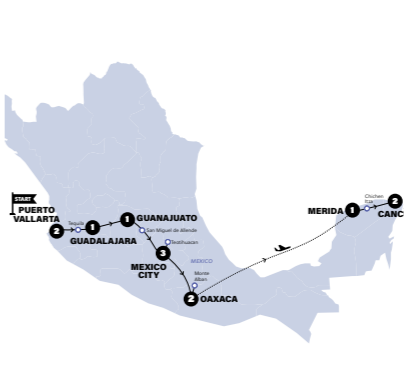 START
PUERTO
VALLARTA
2
Tequila
1
GUADALAJARA
1
GUANAJUATO
San Miguel de Allende
Teotihuacan
3
MEXICO
CITY
MEXICO
Monte
Alban
2
OAXACA
MERIDA
1
Chichen
Itza
2
CANC